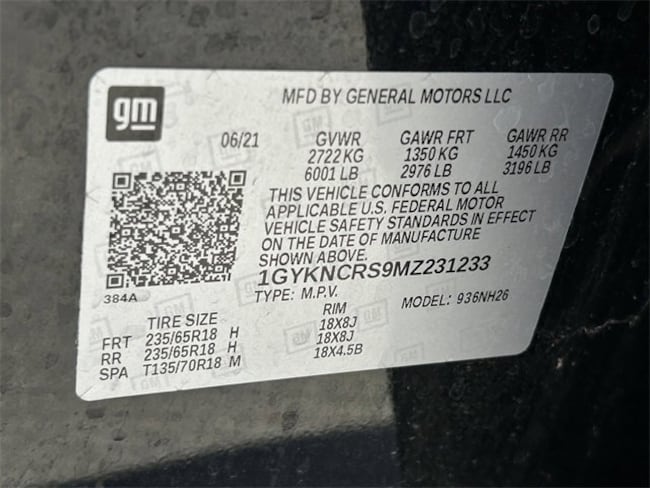 gm
MFD BY GENERAL MOTORS LLC
06/21 GVWR GAWR FRT GAWR RR
2722 KG 1350 KG 1450 KG
6001 LB 2976 LB 3196 LB
THIS VEHICLE CONFORMS TO ALL
APPLICABLE U.S. FEDERAL MOTOR
VEHICLE SAFETY STANDARDS IN EFFECT
ON THE DATE OF MANUFACTURE
SHOWN ABOVE.
384A
1GYKNCRS9MZ231233
TYPE: M.P.V. MODEL: 936NH26
TIRE SIZE RIM
FRT 235/65R18 H 18X8J
RR 235/65R18 H 18X8J
SPA T135/70R18 M 18X4.5B